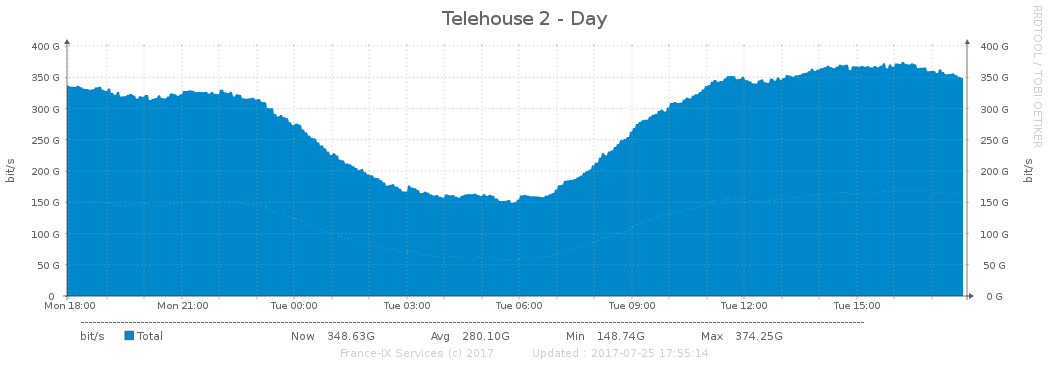 Telehouse 2 - Day
RRDTOOL / TOBI OETIKER
400 G 400 G
350 G 350 G
300 G 300 G
250 G 250 G
200 G 200 G
150 G 150 G
100 G 100 G
50 G 50 G
0 0 G
bit/s bit/s
Mon 18:00 Mon 21:00 Tue 00:00 Tue 03:00 Tue 06:00 Tue 09:00 Tue 12:00 Tue 15:00
bit/s Total Now 348.63G Avg 280.10G Min 148.74G Max 374.25G
France-IX Services (c) 2017 Updated : 2017-07-25 17:55:14